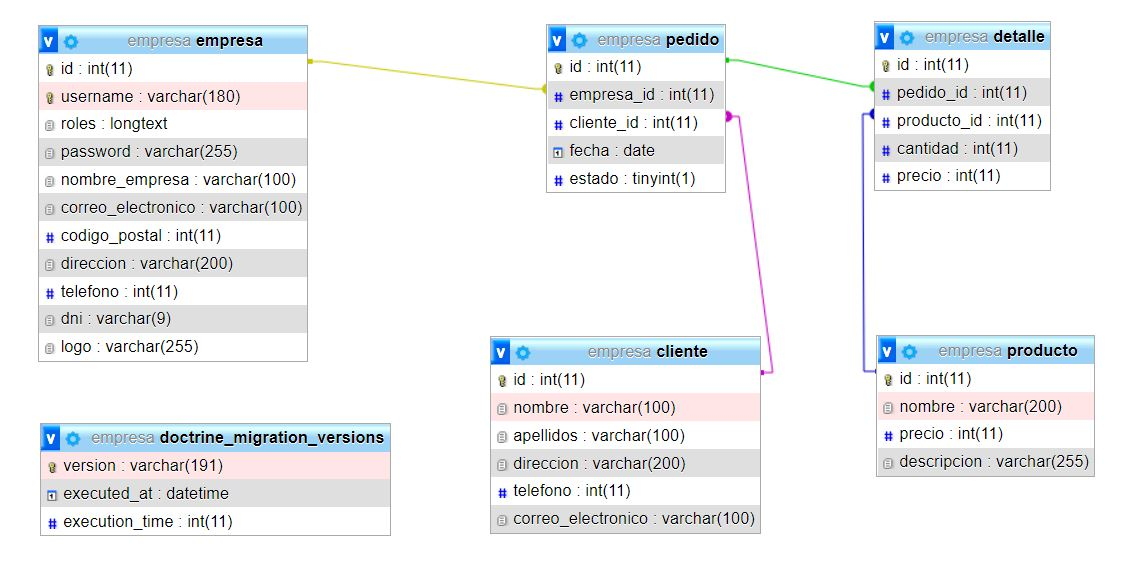 v empresa empresa
id : int(11)
username : varchar(180)
roles : longtext
password : varchar(255)
nombre_empresa : varchar(100)
correo_electronico : varchar(100)
# codigo_postal : int(11)
direccion : varchar(200)
# telefono : int(11)
dni : varchar(9)
logo : varchar(255)
v empresa pedido
id : int(11)
# empresa_id : int(11)
# cliente_id : int(11)
fecha : date
# estado : tinyint(1)
v empresa detalle
id : int(11)
# pedido_id : int(11)
# producto_id : int(11)
# cantidad : int(11)
# precio : int(11)
v empresa doctrine_migration_versions
version : varchar(191)
executed_at : datetime
# execution_time : int(11)
v empresa cliente
id : int(11)
nombre : varchar(100)
apellidos : varchar(100)
direccion : varchar(200)
# telefono : int(11)
correo_electronico : varchar(100)
v empresa producto
id : int(11)
nombre : varchar(200)
# precio : int(11)
descripcion : varchar(255)